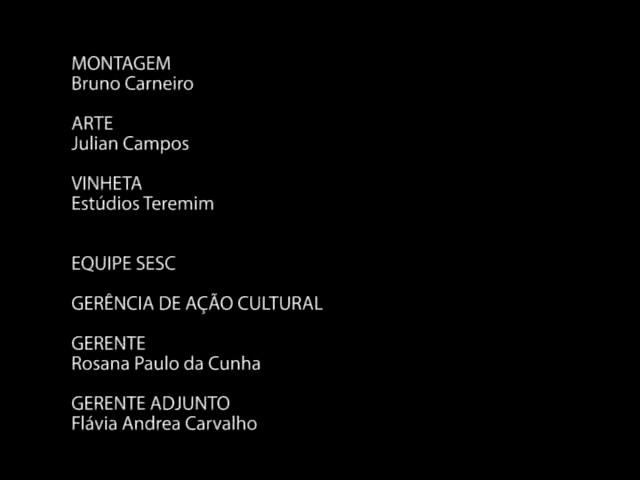 MONTAGEM
Bruno Carneiro
ARTE
Julian Campos
VINHETA
Estúdios Teremim
EQUIPE SESC
GERÊNCIA DE AÇÃO CULTURAL
GERENTE
Rosana Paulo da Cunha
GERENTE ADJUNTO
Flávia Andrea Carvalho